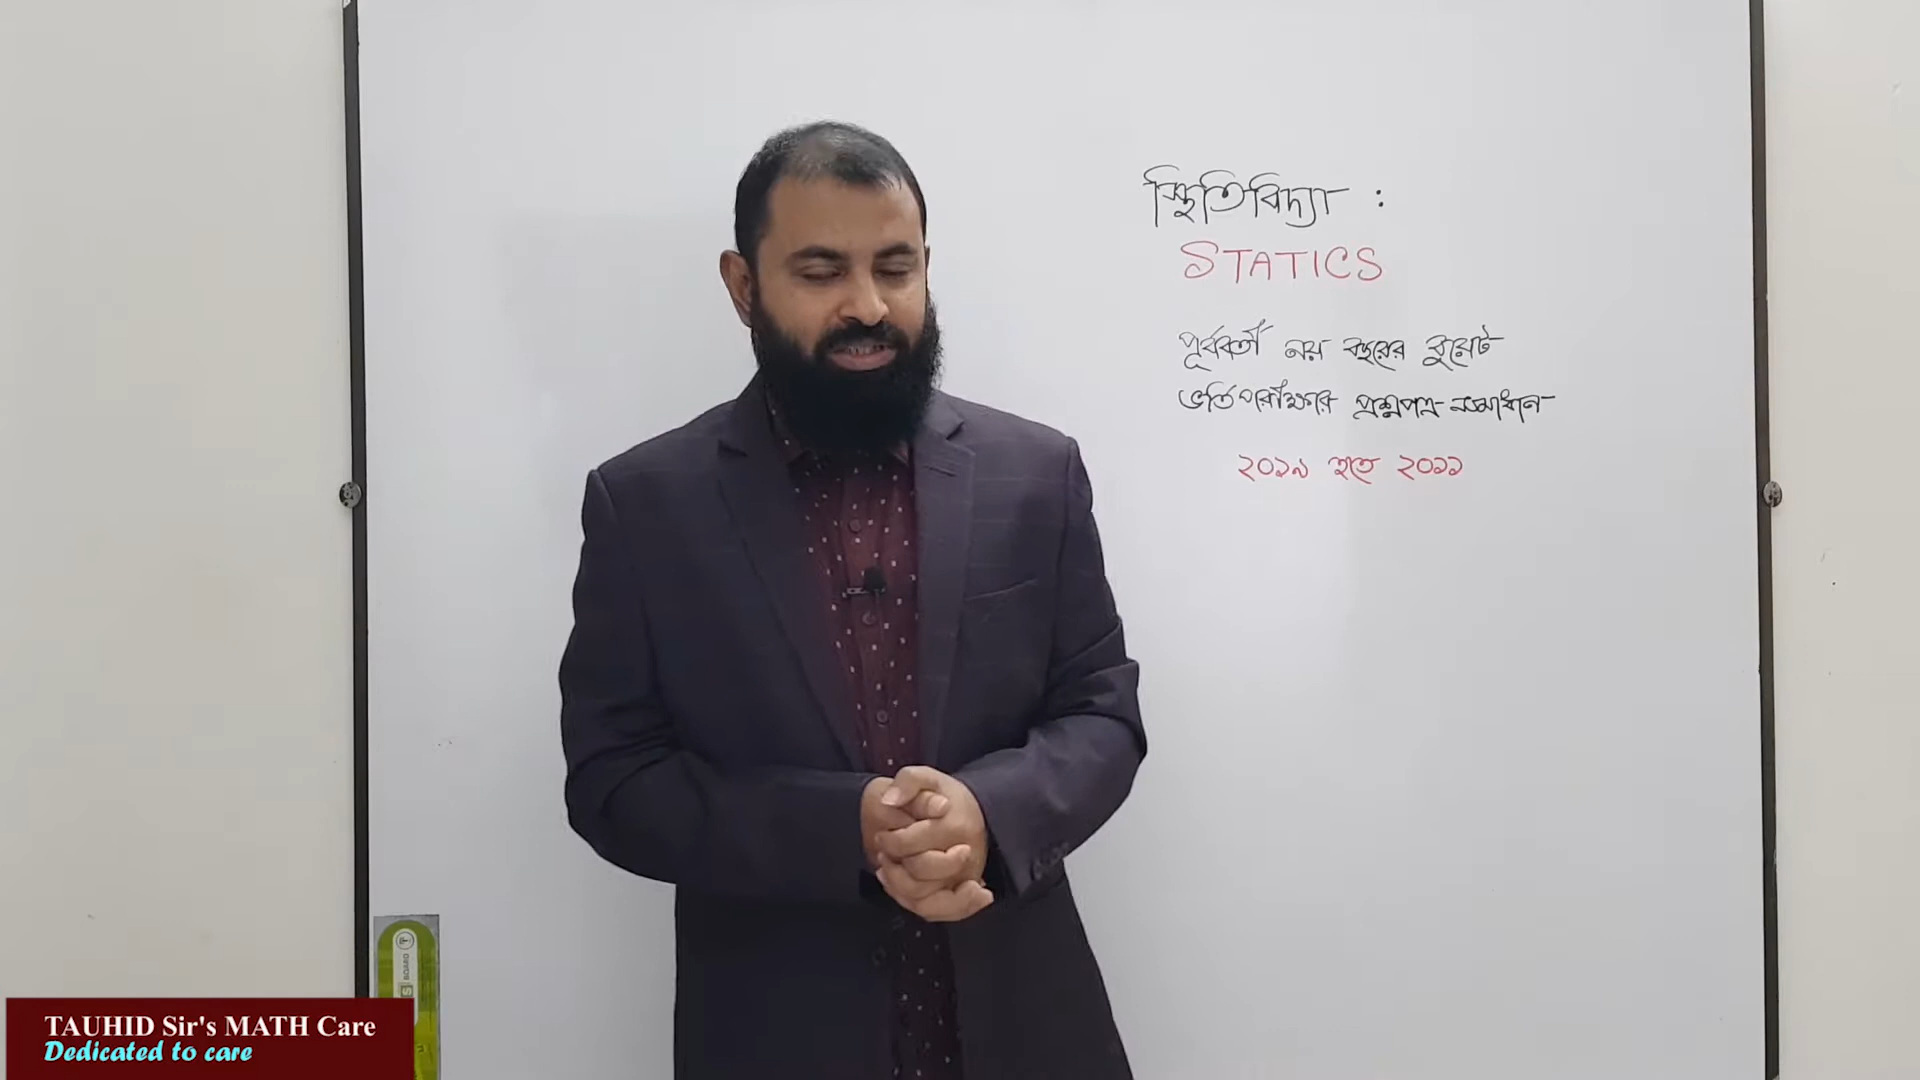 স্থিতিবিদ্যা :
STATICS
পূর্ববর্তী নয় বছরের বুয়েট
ভর্তি পরীক্ষার প্রশ্নপত্র সমাধান
২০১৯ হতে ২০১১
BOARD
TAUHID Sir's MATH Care
Dedicated to care